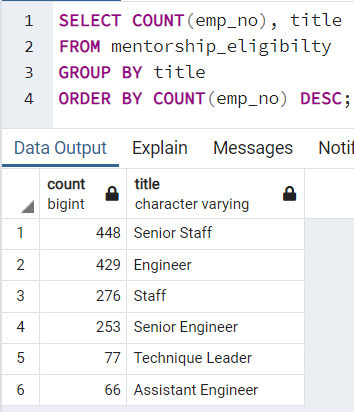 1 SELECT COUNT(emp_no), title
2 FROM mentorship_eligibilty
3 GROUP BY title
4 ORDER BY COUNT(emp_no) DESC;
Data Output Explain Messages Notif
count title
bigint character varying
1 448 Senior Staff
2 429 Engineer
3 276 Staff
4 253 Senior Engineer
5 77 Technique Leader
6 66 Assistant Engineer